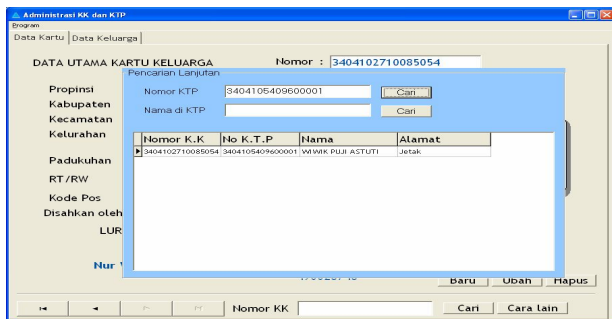 Administrasi KK dan KTP
Program
Data Kartu Data Keluarga
DATA UTAMA KARTU KELUARGA Nomor : 3404102710085054
Pencarian Lanjutan
Propinsi
Kabupaten
Kecamatan
Kelurahan
Padukuhan
RT/RW
Kode Pos
Disahkan oleh
LUR
Nur
Nomor KTP 3404105409600001 Cari
Nama di KTP Cari
Nomor K.K No K.T.P Nama Alamat
3404102710085054 3404105409600001 WIWIK PUJI ASTUTI Jetak
Baru Ubah Hapus
Nomor KK Cari Cara lain